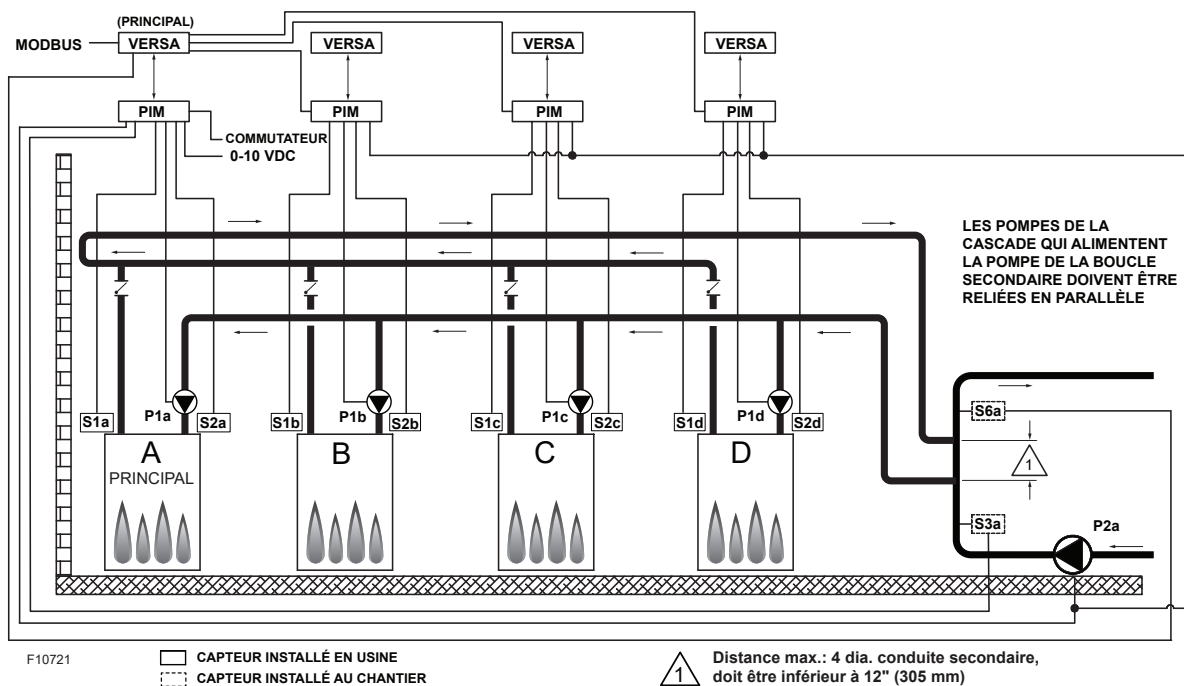 (PRINCIPAL)
MODBUS
VERSA
VERSA
VERSA
VERSA
PIM
PIM
PIM
PIM
COMMUTATEUR
0-10 VDC
LES POMPES DE LA
CASCADE QUI ALIMENTENT
LA POMPE DE LA BOUCLE
SECONDAIRE DOIVENT ÊTRE
RELIÉES EN PARALLÈLE
S1a
P1a
S2a
S1b
P1b
S2b
S1c
P1c
S2c
S1d
P1d
S2d
S6a
A
PRINCIPAL
B
C
D
1
S3a
P2a
F10721
CAPTEUR INSTALLÉ EN USINE
CAPTEUR INSTALLÉ AU CHANTIER
1
Distance max.: 4 dia. conduite secondaire,
doit être inférieur à 12" (305 mm)